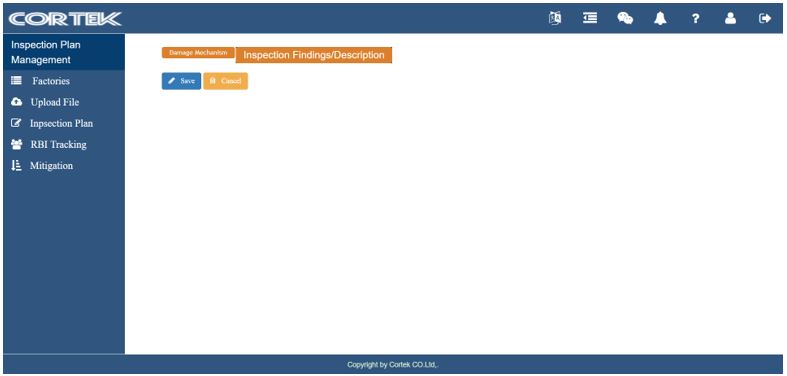 CORTEK
Inspection Plan
Management
Factories
Upload File
Inpsection Plan
RBI Tracking
Mitigation
Damage Mechanism
Inspection Findings/Description
Save
Cancel
Copyright by Cortek CO.Ltd,.